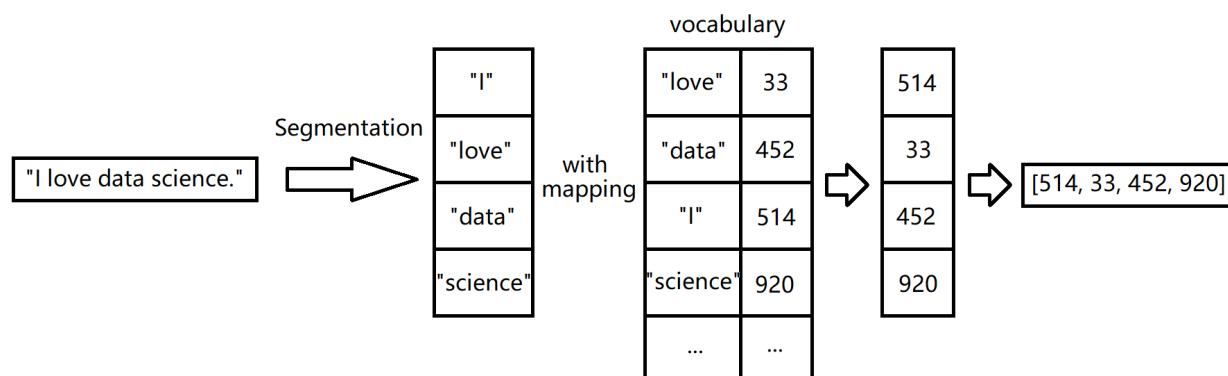 "I love data science."
Segmentation
"I"
"love"
"data"
"science"
with
mapping
vocabulary
"love" 33
"data" 452
"I" 514
"science" 920
... ...
514
33
452
920
[514, 33, 452, 920]